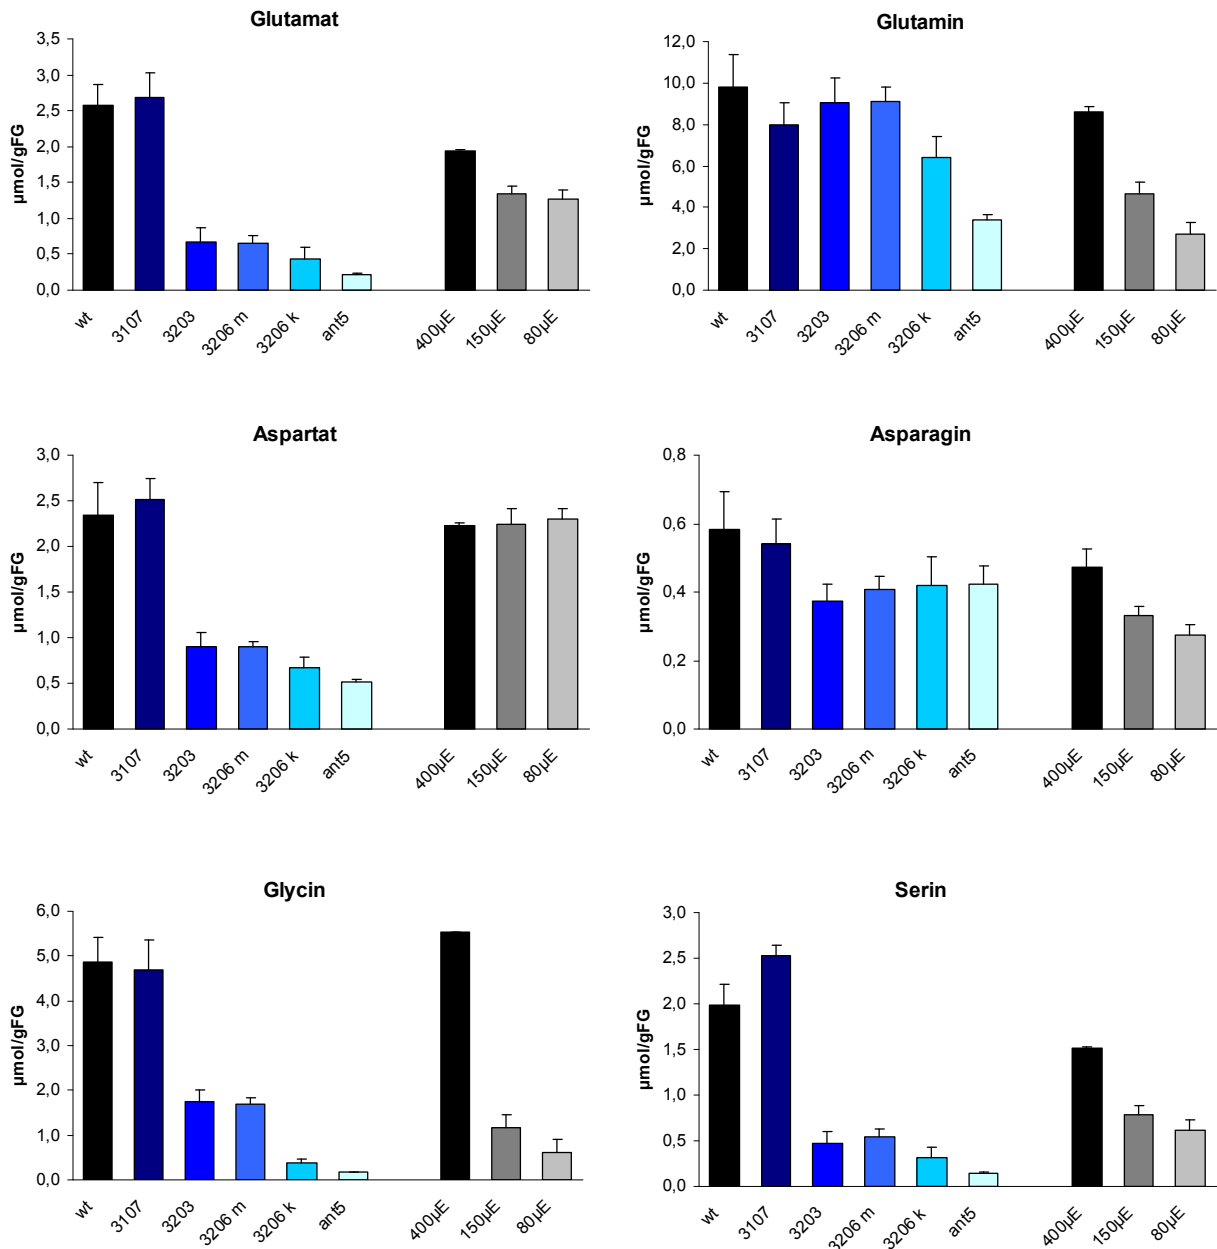 Glutamat
µmol/gFG
3,5
3,0
2,5
2,0
1,5
1,0
0,5
0,0
wt
3107
3203
3206 m
3206 k
ant5
400µE
150µE
80µE
Glutamin
µmol/gFG
12,0
10,0
8,0
6,0
4,0
2,0
0,0
wt
3107
3203
3206 m
3206 k
ant5
400µE
150µE
80µE
Aspartat
µmol/gFG
3,0
2,5
2,0
1,5
1,0
0,5
0,0
wt
3107
3203
3206 m
3206 k
ant5
400µE
150µE
80µE
Asparagin
µmol/gFG
0,8
0,6
0,4
0,2
0,0
wt
3107
3203
3206 m
3206 k
ant5
400µE
150µE
80µE
Glycin
µmol/gFG
6,0
5,0
4,0
3,0
2,0
1,0
0,0
wt
3107
3203
3206 m
3206 k
ant5
400µE
150µE
80µE
Serin
µmol/gFG
3,0
2,5
2,0
1,5
1,0
0,5
0,0
wt
3107
3203
3206 m
3206 k
ant5
400µE
150µE
80µE